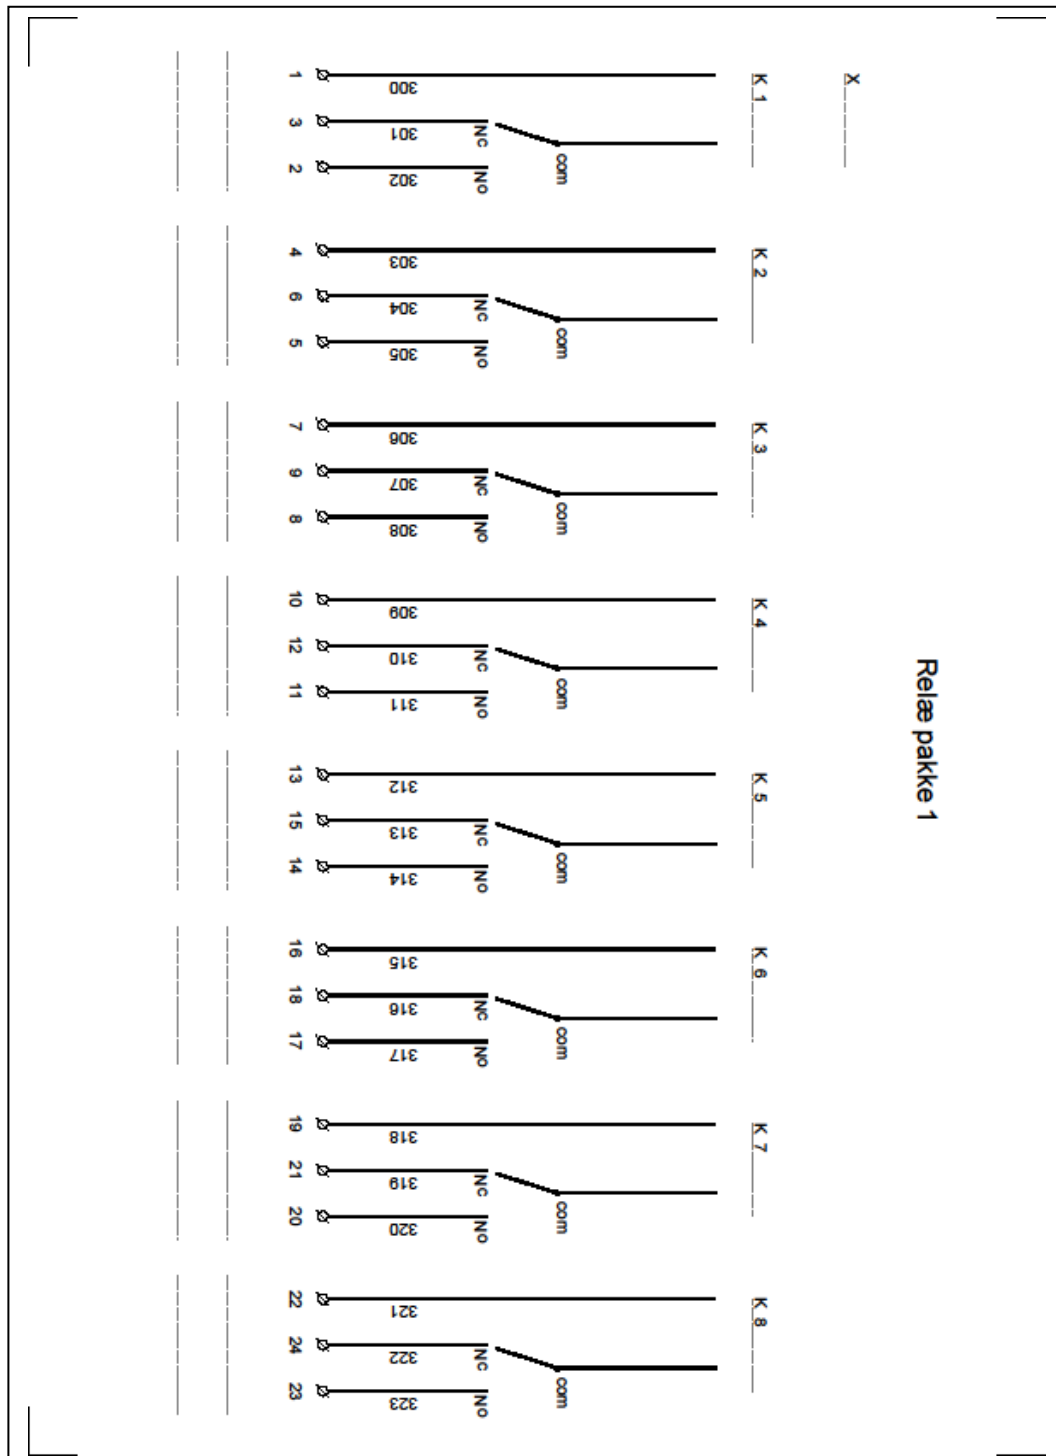 Relæ pakke 1
X
K 1
1
300
3
301
NC
com
2
302
NO
K 2
4
303
6
304
NC
com
5
305
NO
K 3
7
306
9
307
NC
com
8
308
NO
K 4
10
309
12
310
NC
com
11
311
NO
K 5
13
312
15
313
NC
com
14
314
NO
K 6
16
315
18
316
NC
com
17
317
NO
K 7
19
318
21
319
NC
com
20
320
NO
K 8
22
321
24
322
NC
com
23
323
NO